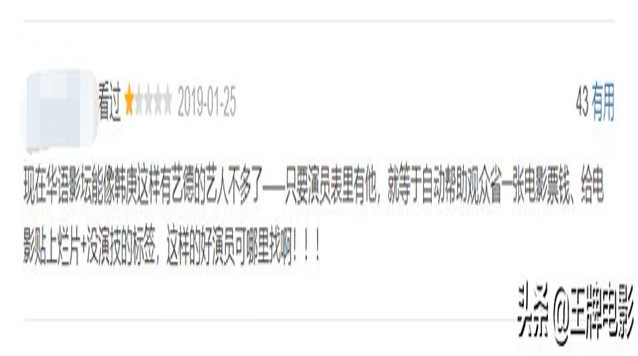 看过 2019-01-25 43 有用
现在华语影坛能像韩庚这样有艺德的艺人不多了——只要演员表里有他，就等于自动帮助观众省一张电影票钱、给电
影贴上烂片+没演技的标签，这样的好演员可哪里找啊！！！
头条 @王牌电影